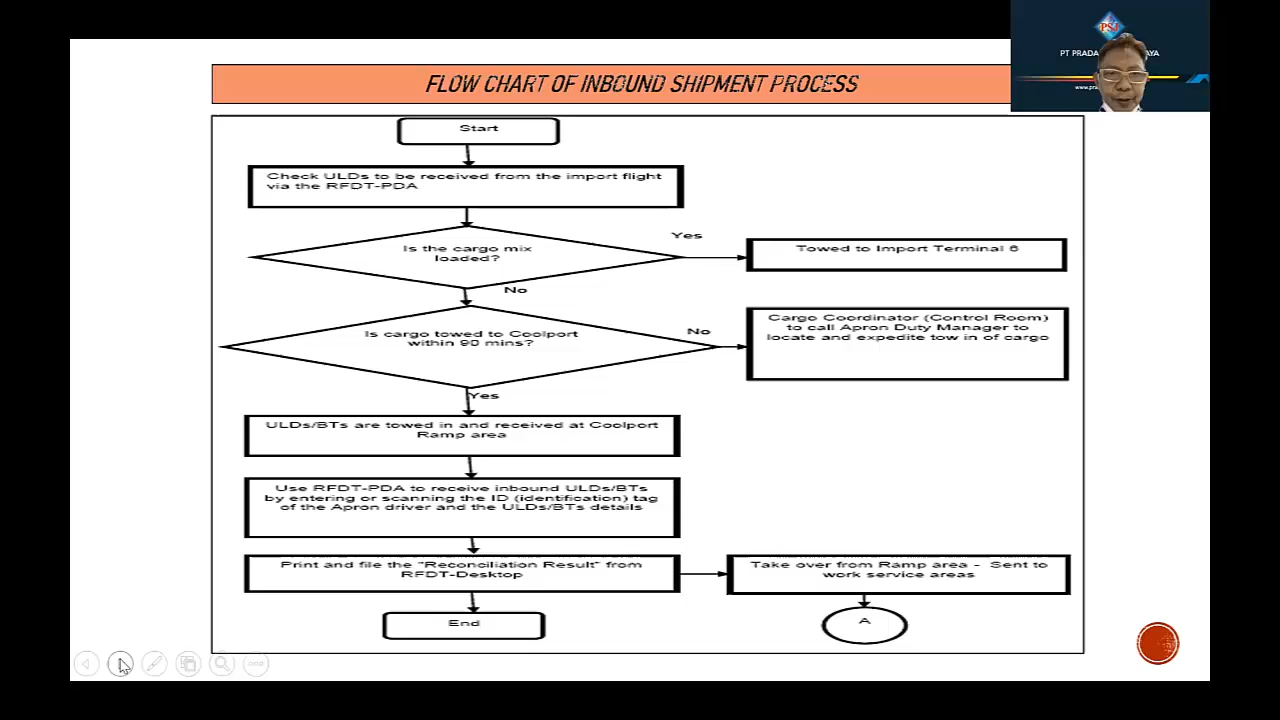 PSJ
PT PRADA
AYA
www.pra
FLOW CHART OF INBOUND SHIPMENT PROCESS
Start
Check ULDs to be received from the import flight
via the RFDT-PDA
Is the cargo mix
loaded?
Yes
Towed to Import Terminal 6
No
Is cargo towed to Coolport
within 90 mins?
No
Cargo Coordinator (Control Room)
to call Apron Duty Manager to
locate and expedite tow in of cargo
Yes
ULDs/BTs are towed in and received at Coolport
Ramp area
Use RFDT-PDA to receive inbound ULDs/BTs
by entering or scanning the ID (identification) tag
of the Apron driver and the ULDs/BTs details
Print and file the "Reconciliation Result" from
RFDT-Desktop
Take over from Ramp area - Sent to
work service areas
End
A